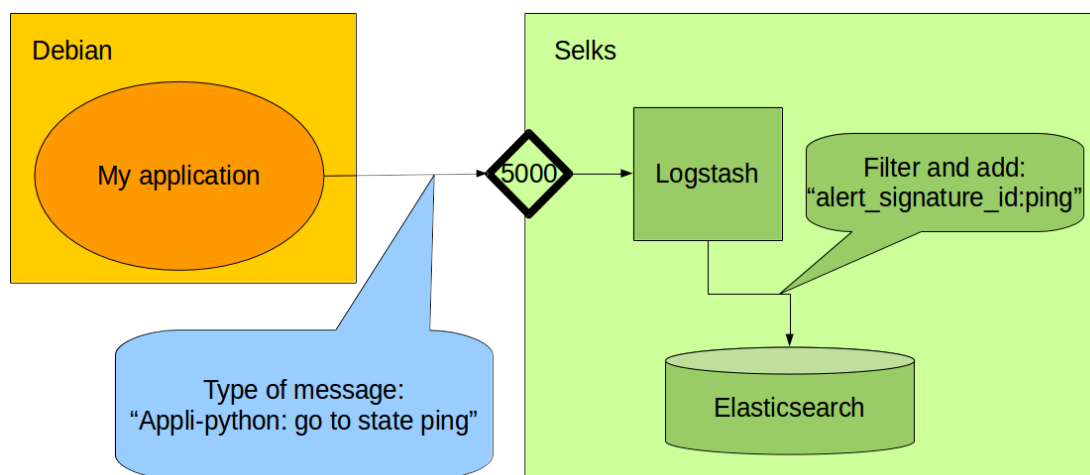 Debian
My application
Type of message:
“Appli-python: go to state ping”
5000
Selks
Logstash
Filter and add:
“alert_signature_id:ping”
Elasticsearch